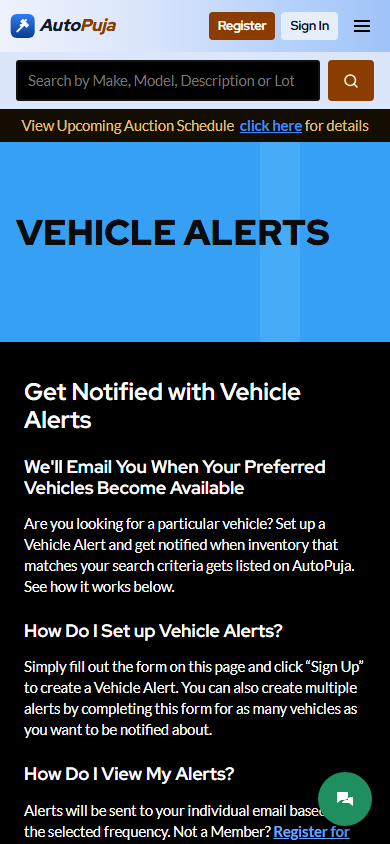 AutoPuja
Register
Sign In
Search by Make, Model, Description or Lot
View Upcoming Auction Schedule click here for details
VEHICLE ALERTS
Get Notified with Vehicle
Alerts
We'll Email You When Your Preferred
Vehicles Become Available
Are you looking for a particular vehicle? Set up a
Vehicle Alert and get notified when inventory that
matches your search criteria gets listed on AutoPuja.
See how it works below.
How Do I Set up Vehicle Alerts?
Simply fill out the form on this page and click “Sign Up”
to create a Vehicle Alert. You can also create multiple
alerts by completing this form for as many vehicles as
you want to be notified about.
How Do I View My Alerts?
Alerts will be sent to your individual email
the selected frequency. Not a Member? Register for